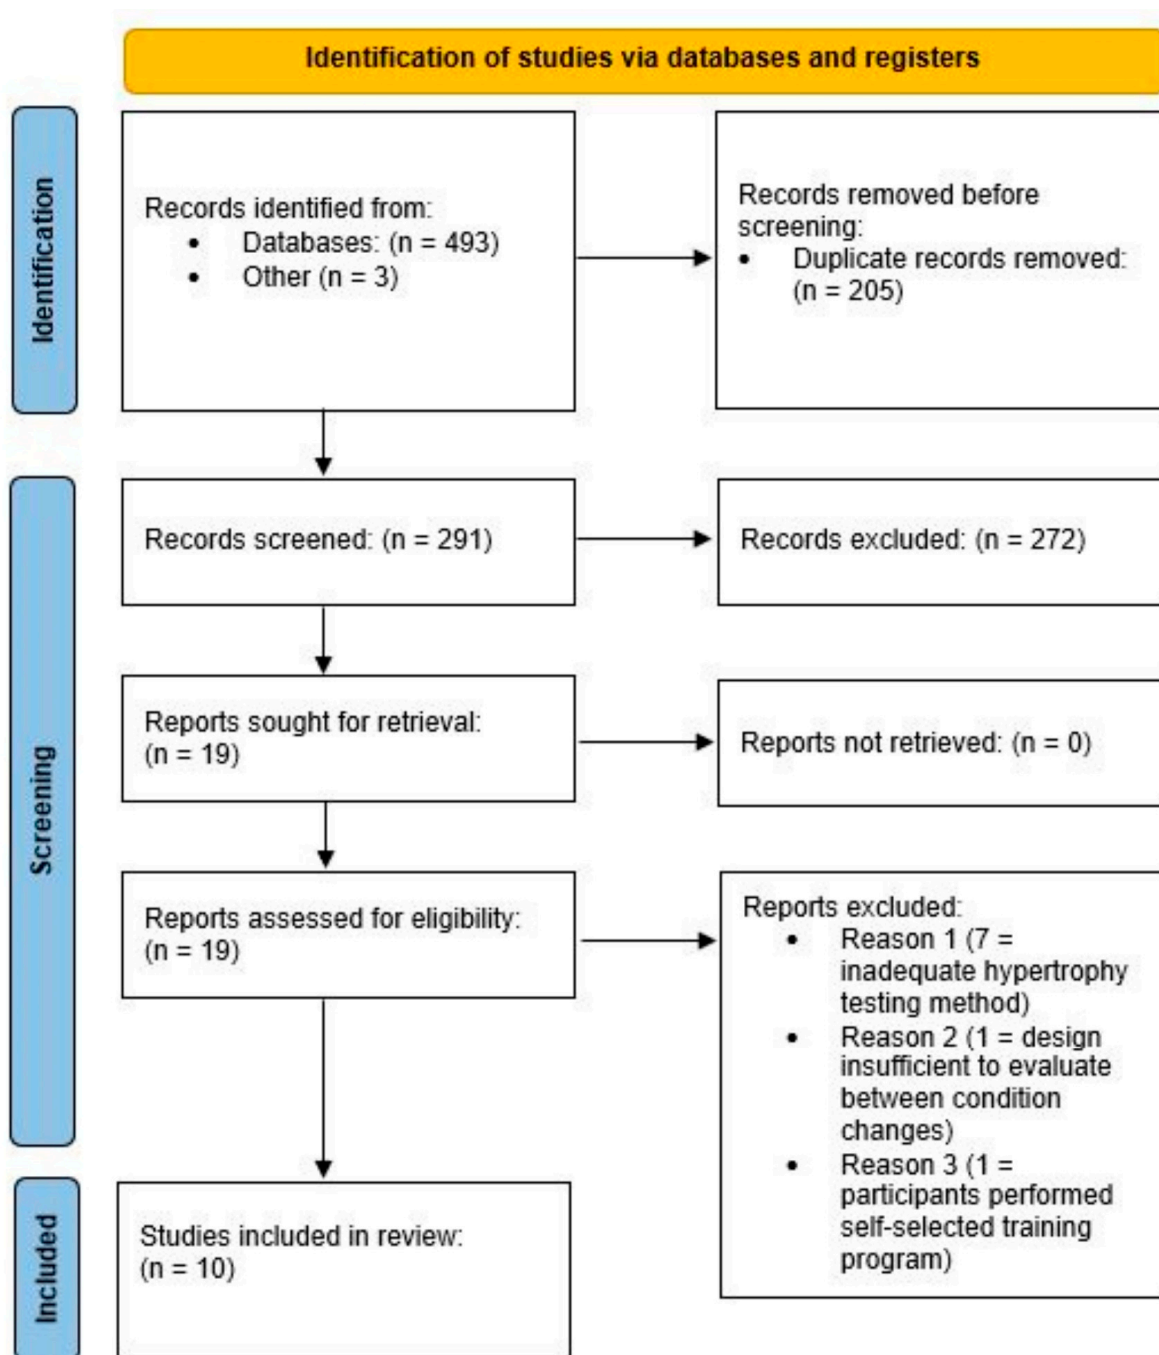 Identification of studies via databases and registers
Identification
Records identified from:
• Databases: (n = 493)
• Other (n = 3)
Records removed before
screening:
• Duplicate records removed:
(n = 205)
Screening
Records screened: (n = 291)
Records excluded: (n = 272)
Reports sought for retrieval:
(n = 19)
Reports not retrieved: (n = 0)
Reports assessed for eligibility:
(n = 19)
Reports excluded:
• Reason 1 (7 =
inadequate hypertrophy
testing method)
• Reason 2 (1 = design
insufficient to evaluate
between condition
changes)
• Reason 3 (1 =
participants performed
self-selected training
program)
Included
Studies included in review:
(n = 10)